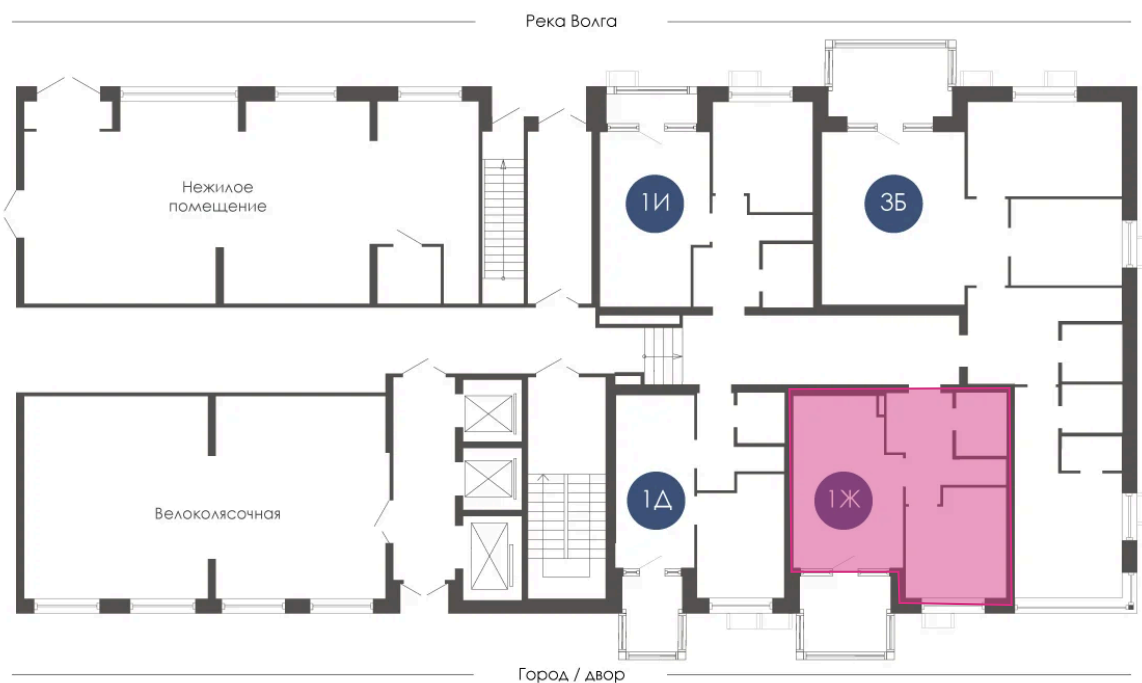 Река Волга
Нежилое
помещение
1И
3Б
Велоколясочная
1Д
1Ж
Город / двор